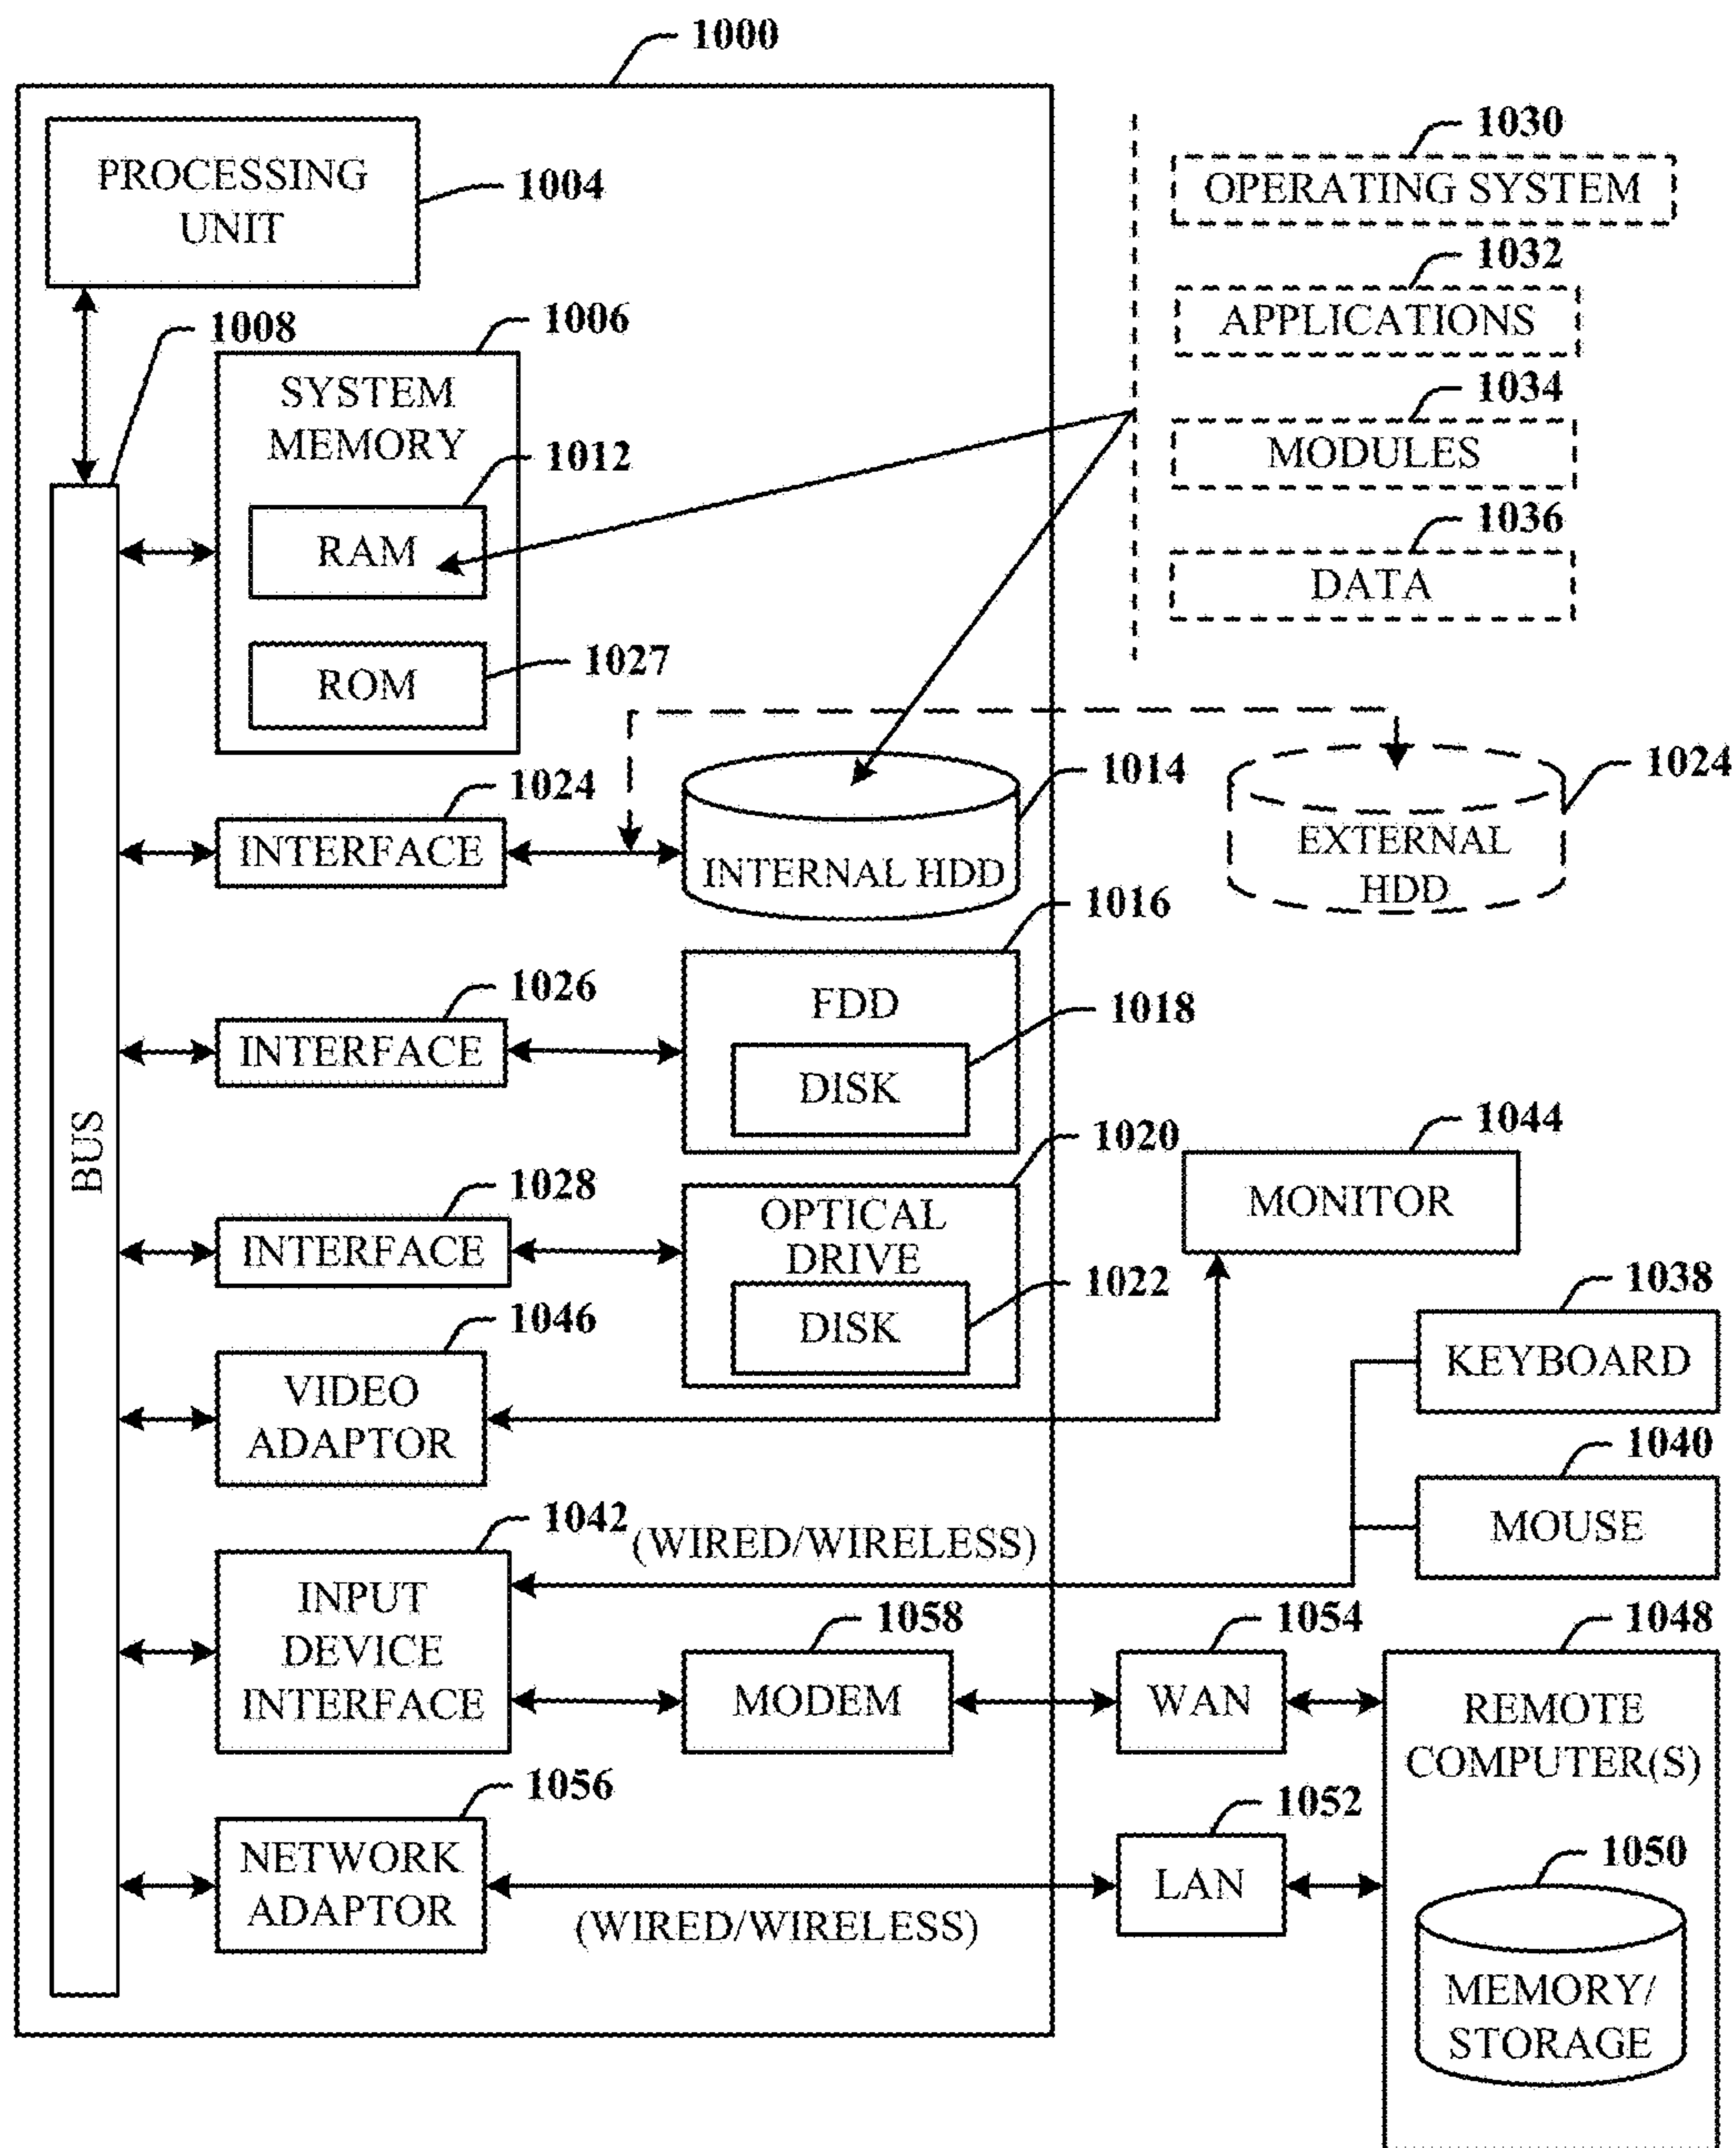 1000
PROCESSING
UNIT
1004
1030
OPERATING SYSTEM
1032
APPLICATIONS
1034
MODULES
1036
DATA
1008
1006
SYSTEM
MEMORY
1012
RAM
1027
ROM
1024
INTERFACE
1014
INTERNAL HDD
1024
EXTERNAL
HDD
1016
FDD
1018
DISK
1026
INTERFACE
BUS
1020
OPTICAL
DRIVE
1022
DISK
1028
INTERFACE
1044
MONITOR
1046
VIDEO
ADAPTOR
1038
KEYBOARD
1040
MOUSE
1042
(WIRED/WIRELESS)
INPUT
DEVICE
INTERFACE
1058
MODEM
1054
WAN
1048
REMOTE
COMPUTER(S)
1056
NETWORK
ADAPTOR
(WIRED/WIRELESS)
1052
LAN
1050
MEMORY/
STORAGE